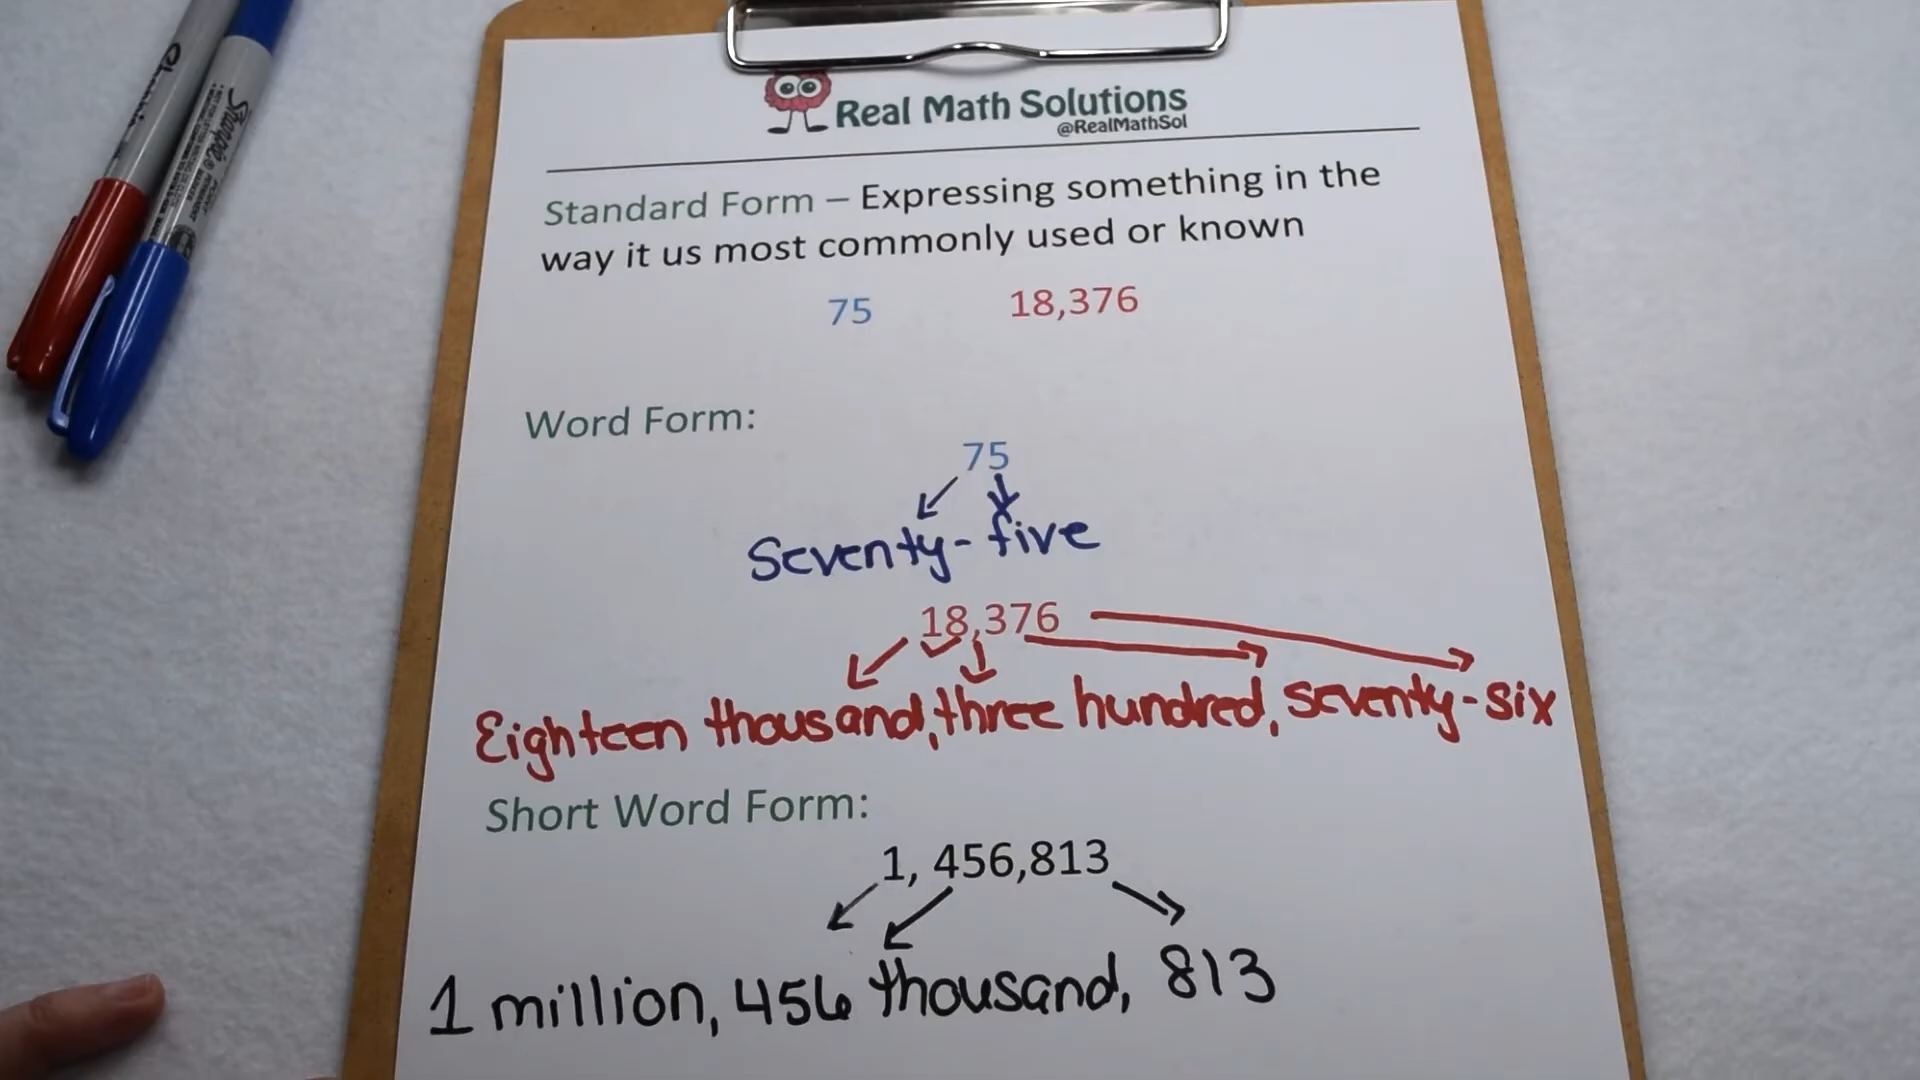 Sharpie
Sharpie
Real Math Solutions
@RealMathSol
Standard Form – Expressing something in the
way it us most commonly used or known
75 18,376
Word Form:
75
Seventy-five
18,376
Eighteen thousand, three hundred, seventy-six
Short Word Form:
1, 456,813
1 million, 456 thousand, 813